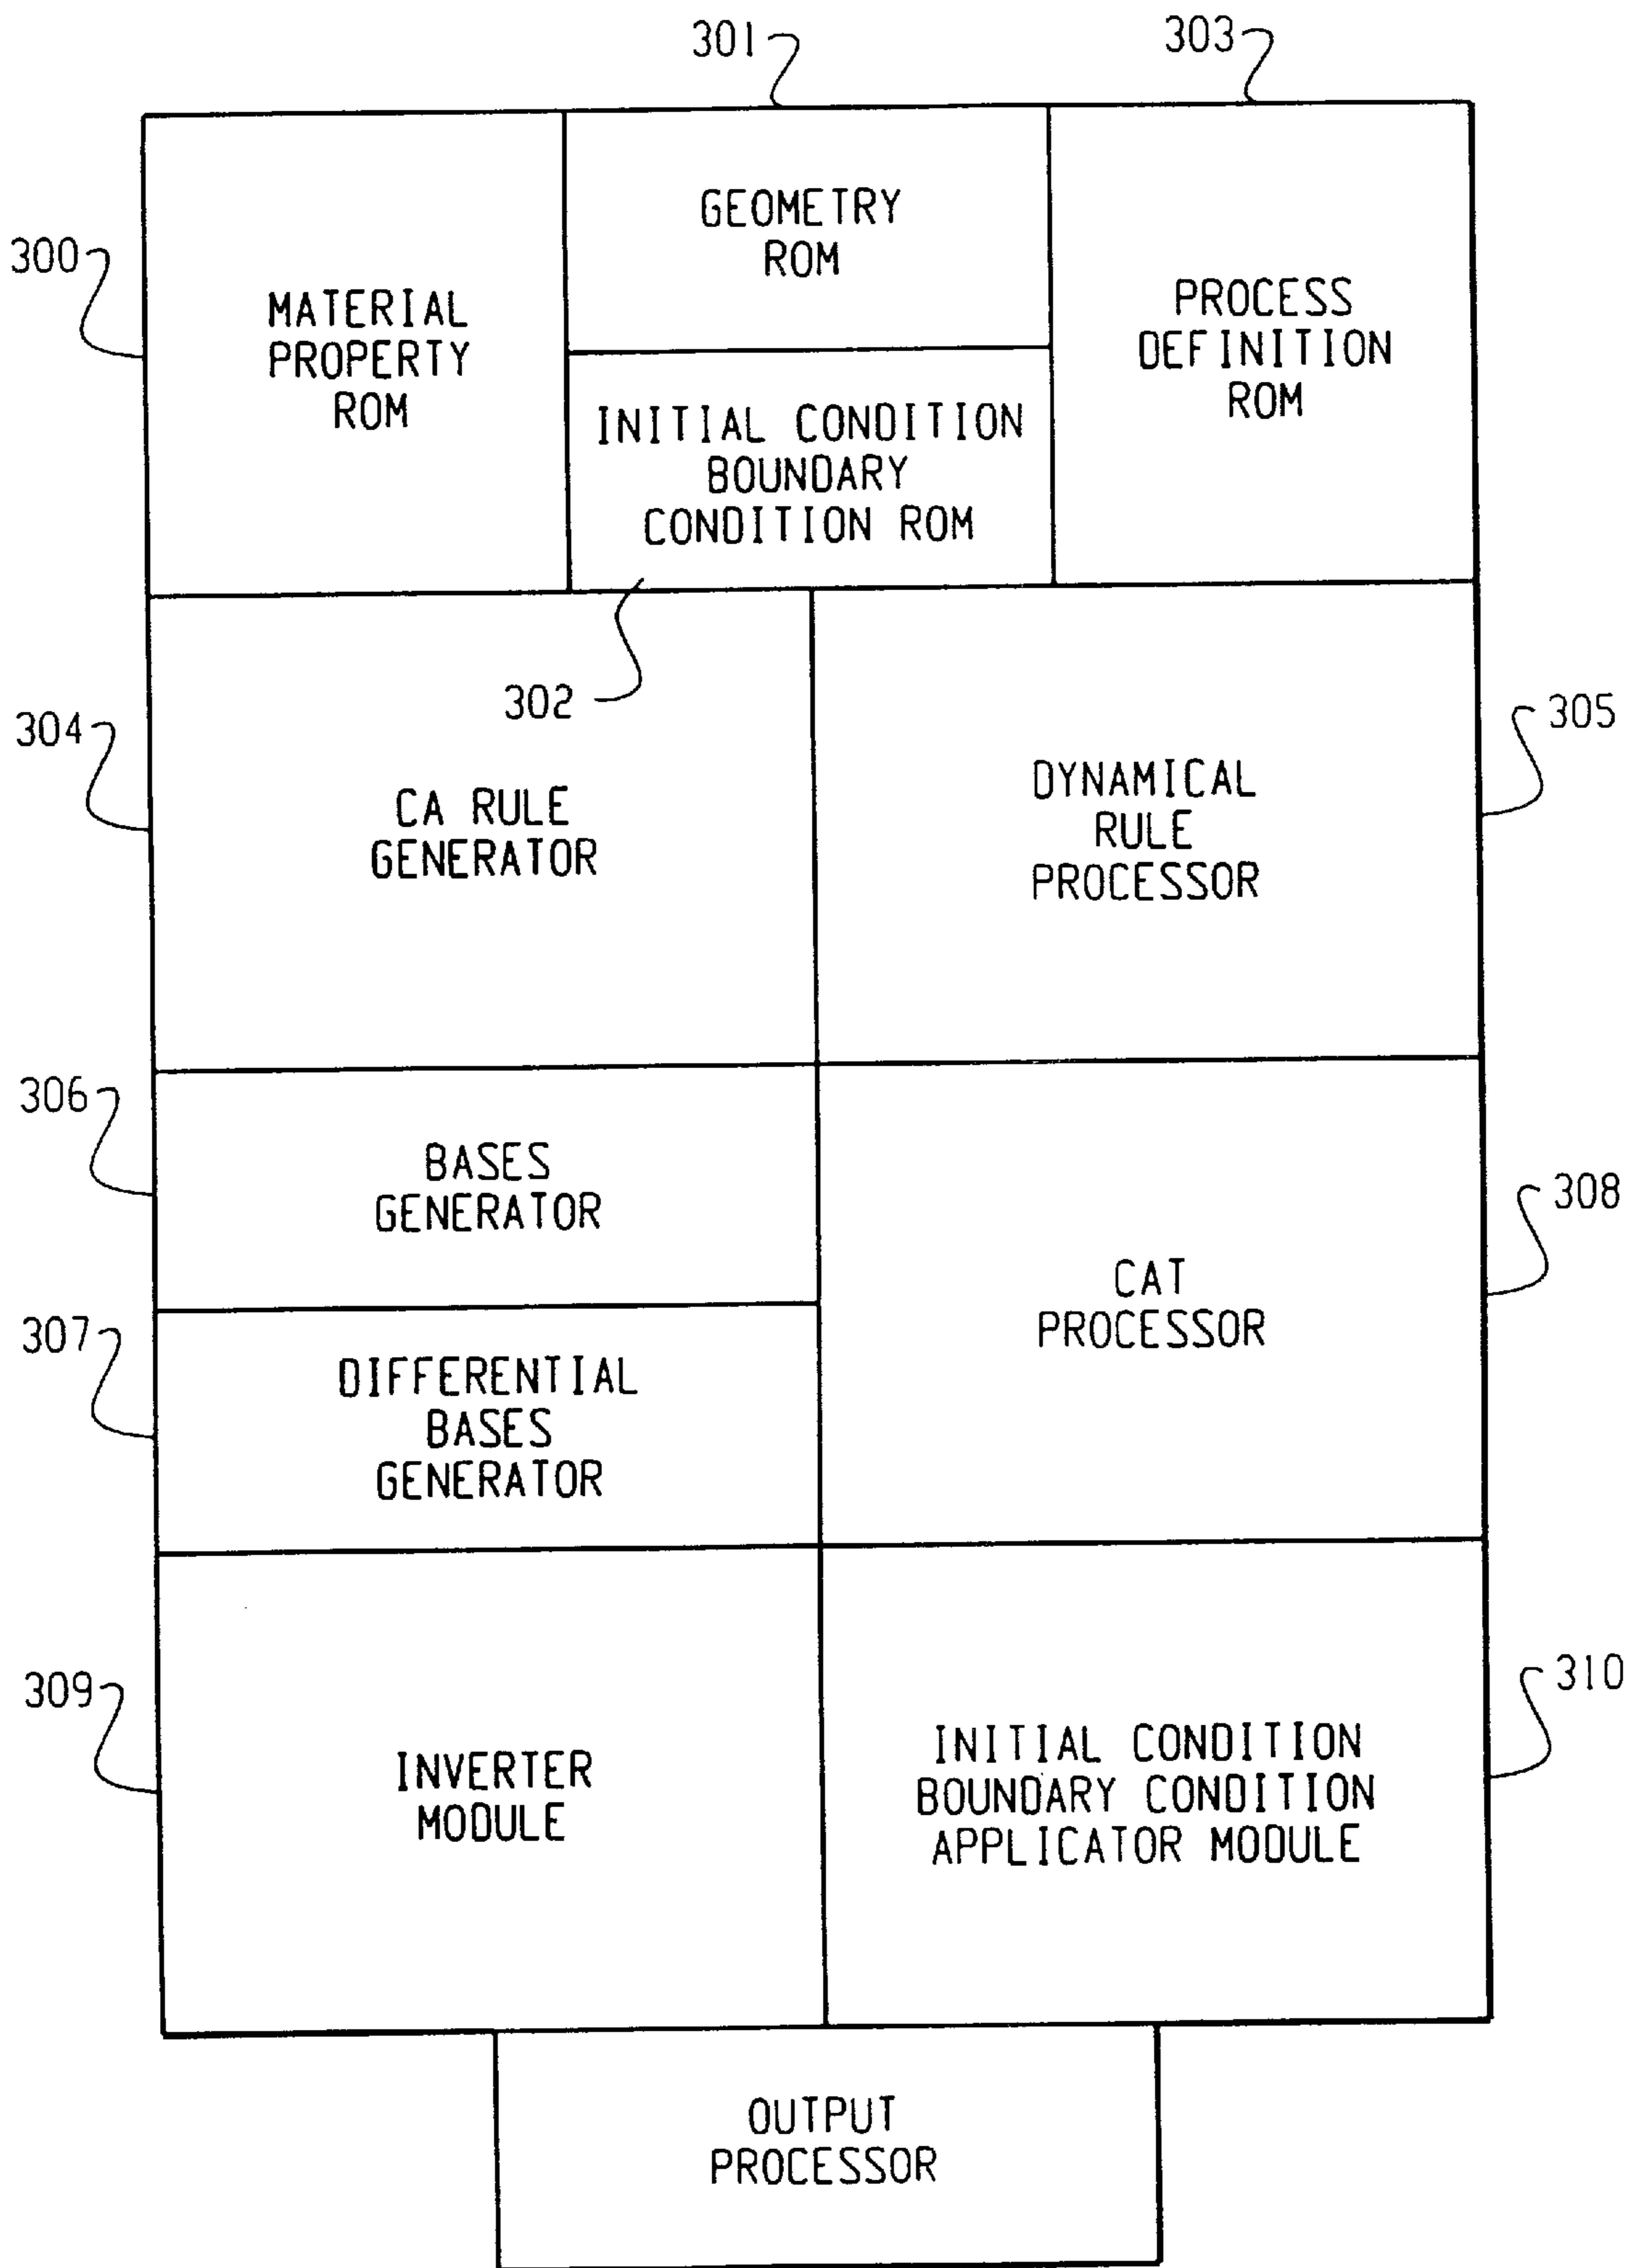 301
303
300
MATERIAL
PROPERTY
ROM
GEOMETRY
ROM
PROCESS
DEFINITION
ROM
INITIAL CONDITION
BOUNDARY
CONDITION ROM
302
304
CA RULE
GENERATOR
305
DYNAMICAL
RULE
PROCESSOR
306
BASES
GENERATOR
307
DIFFERENTIAL
BASES
GENERATOR
308
CAT
PROCESSOR
309
INVERTER
MODULE
310
INITIAL CONDITION
BOUNDARY CONDITION
APPLICATOR MODULE
OUTPUT
PROCESSOR